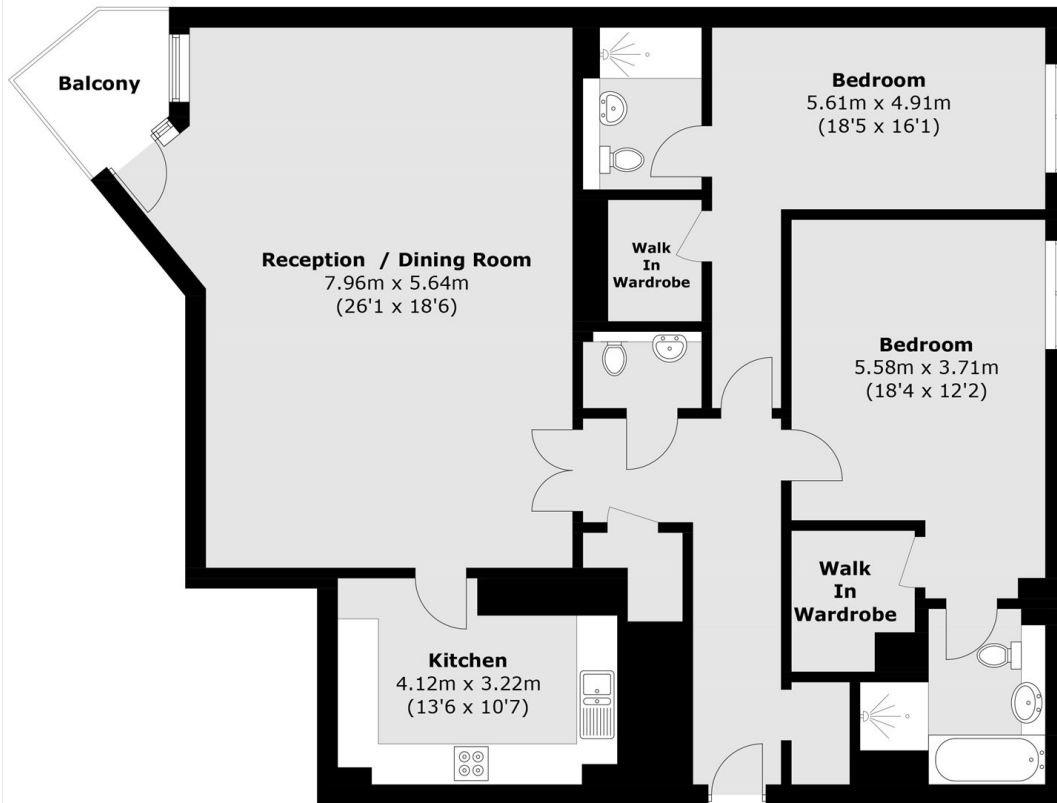 Balcony
Reception / Dining Room
7.96m x 5.64m
(26'1 x 18'6)
Bedroom
5.61m x 4.91m
(18'5 x 16'1)
Walk
In
Wardrobe
Bedroom
5.58m x 3.71m
(18'4 x 12'2)
Walk
In
Wardrobe
Kitchen
4.12m x 3.22m
(13'6 x 10'7)